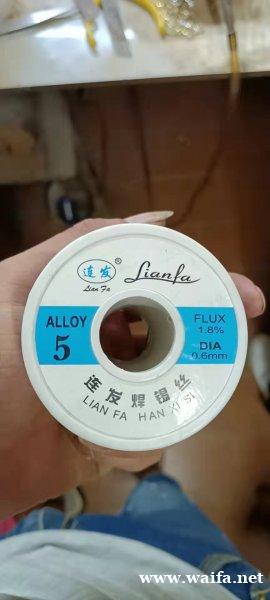 连发®
Lian Fa
Lianfa
ALLOY
5
FLUX
1.8%
DIA
0.6mm
连发焊锡丝
LIAN FA HAN XI SI
www.waifa.net